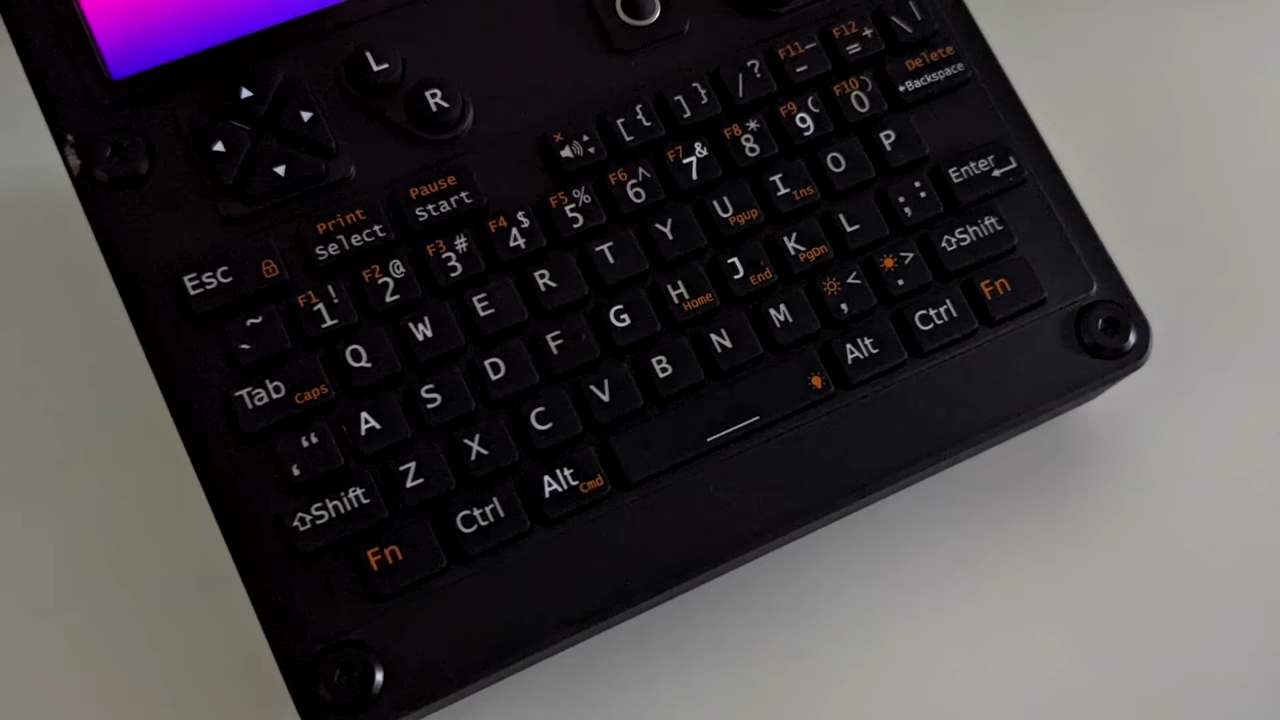 L
R
Print
Select
Pause
Start
[ {
] }
/ ?
F11 - _
F12 = +
\ |
Esc
F1 1 !
F2 2 @
F3 3 #
F4 4 $
F5 5 %
F6 6 ^
F7 7 &
F8 8 *
F9 9 (
F10 0 )
Delete
Backspace
~ `
Q
W
E
R
T
Y
U PgUp
I Ins
O
P
Tab Caps
A
S
D
F
G
H Home
J End
K PgDn
L
; :
Enter
“ ‘
Z
X
C
V
B
N
M
, <
. >
Shift
Shift
Fn
Ctrl
Alt Cmd
Alt
Ctrl
Fn